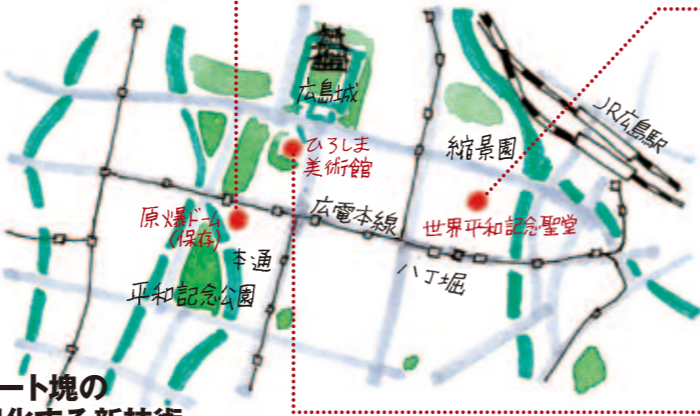 広島城
ひろしま
美術館
縮景園
JR広島駅
原爆ドーム
(保存)
広電本線
世界平和記念聖堂
本通
八丁堀
平和記念公園
ート塊の